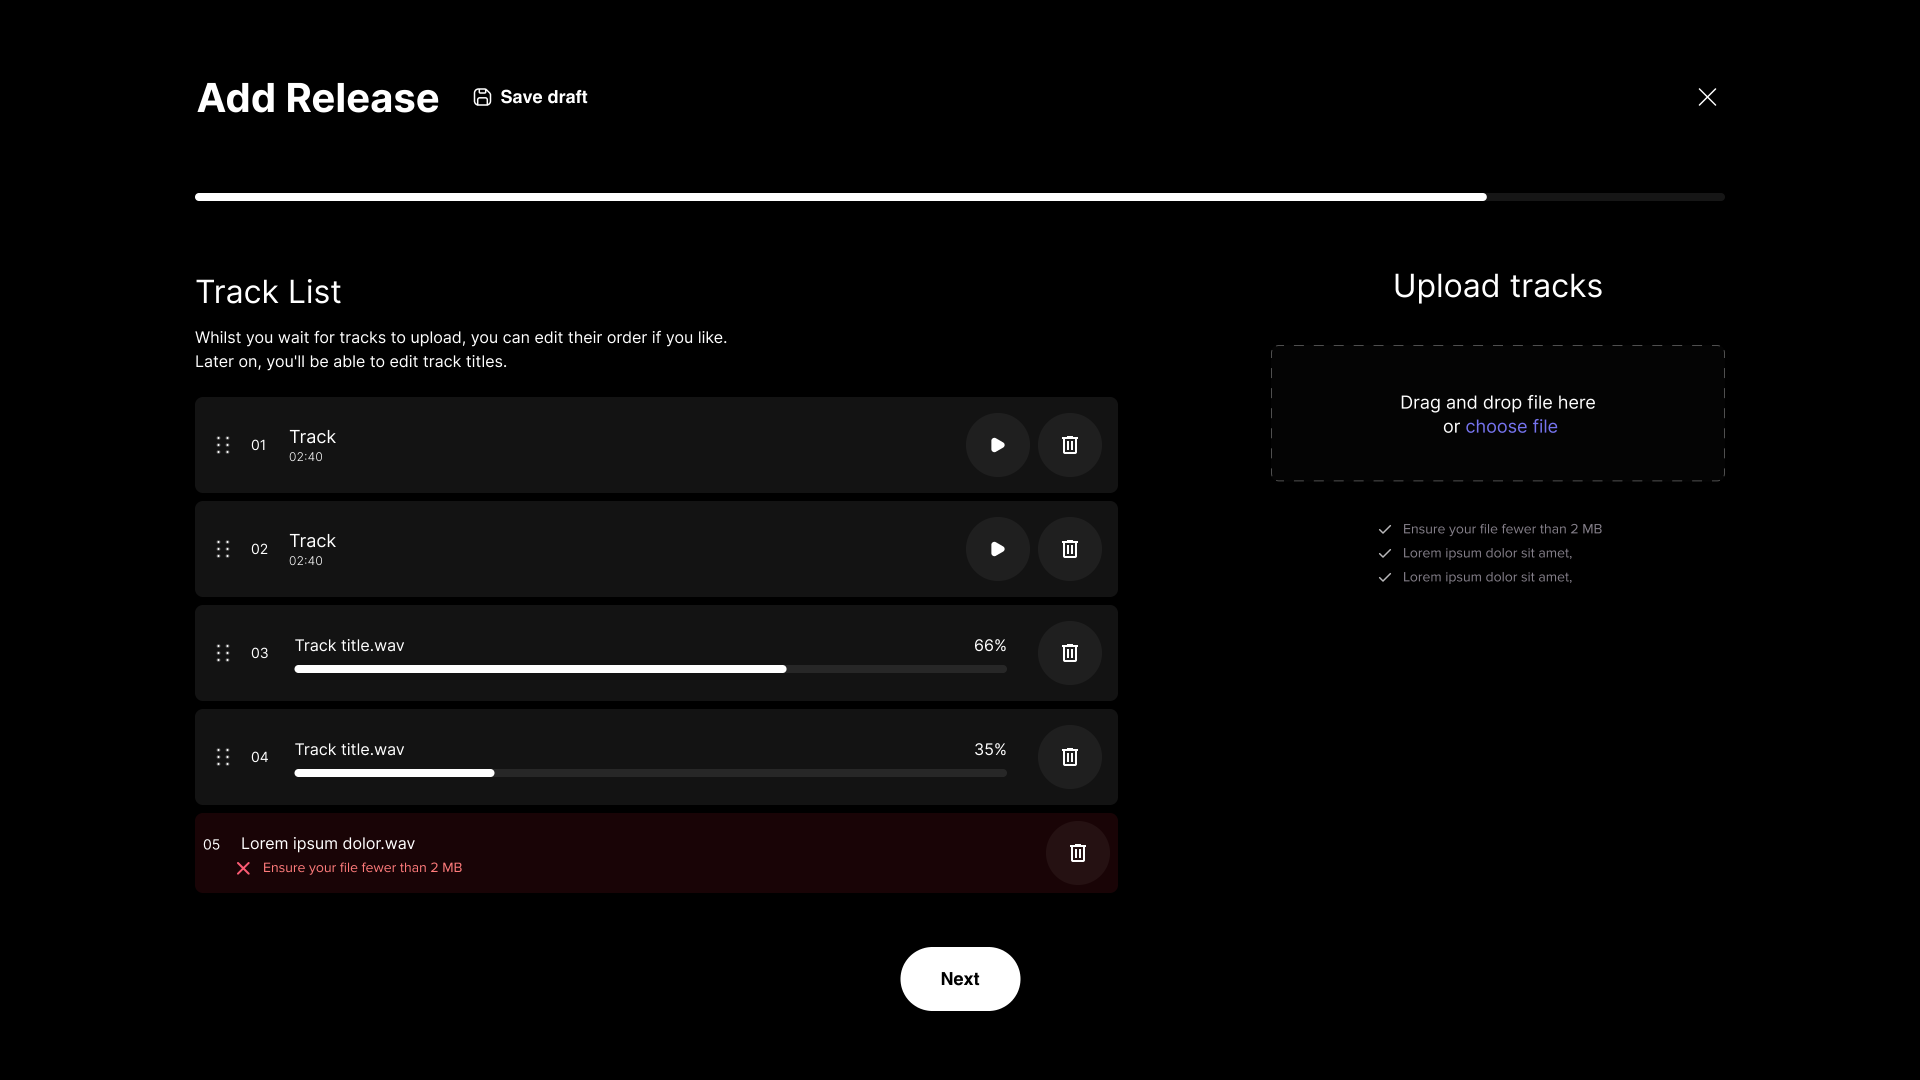 Add Release
Save draft
Track List
Whilst you wait for tracks to upload, you can edit their order if you like.
Later on, you'll be able to edit track titles.
01
Track
02:40
02
Track
02:40
03
Track title.wav
66%
04
Track title.wav
35%
05
Lorem ipsum dolor.wav
Ensure your file fewer than 2 MB
Upload tracks
Drag and drop file here
or choose file
Ensure your file fewer than 2 MB
Lorem ipsum dolor sit amet,
Lorem ipsum dolor sit amet,
Next